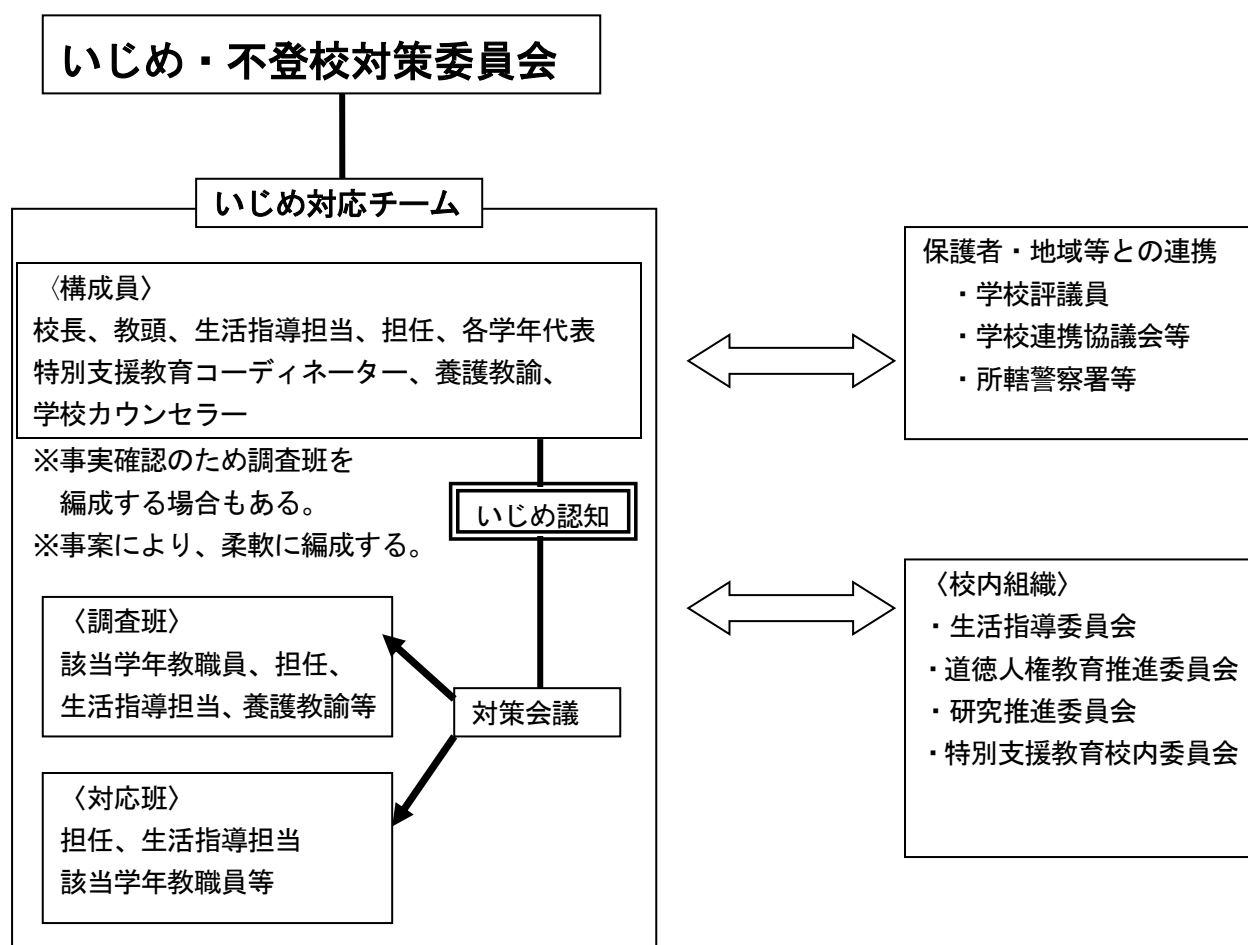 いじめ・不登校対策委員会
いじめ対応チーム
〈構成員〉
校長、教頭、生活指導担当、担任、各学年代表
特別支援教育コーディネーター、養護教諭、
学校カウンセラー
※事実確認のため調査班を
編成する場合もある。
※事案により、柔軟に編成する。
いじめ認知
対策会議
〈調査班〉
該当学年教職員、担任、
生活指導担当、養護教諭等
〈対応班〉
担任、生活指導担当
該当学年教職員等
保護者・地域等との連携
・学校評議員
・学校連携協議会等
・所轄警察署等
〈校内組織〉
・生活指導委員会
・道徳人権教育推進委員会
・研究推進委員会
・特別支援教育校内委員会